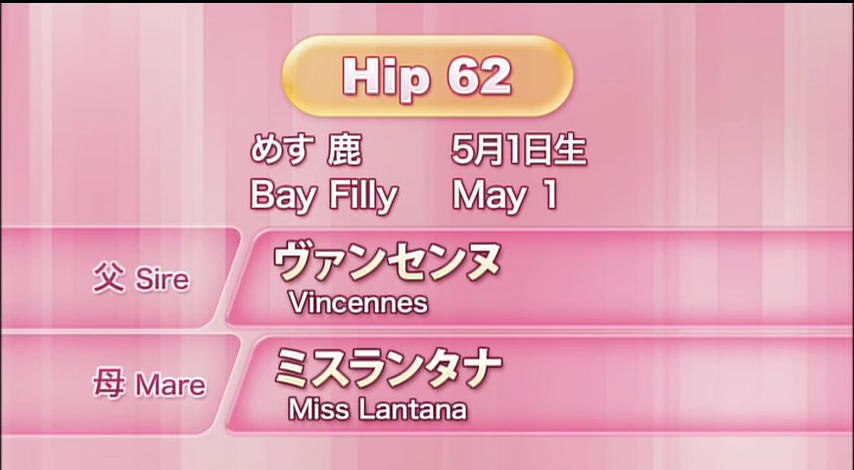 Hip 62
めす 鹿 5月1日生
Bay Filly May 1
父 Sire
ヴァンセンヌ
Vincennes
母 Mare
ミスランタナ
Miss Lantana